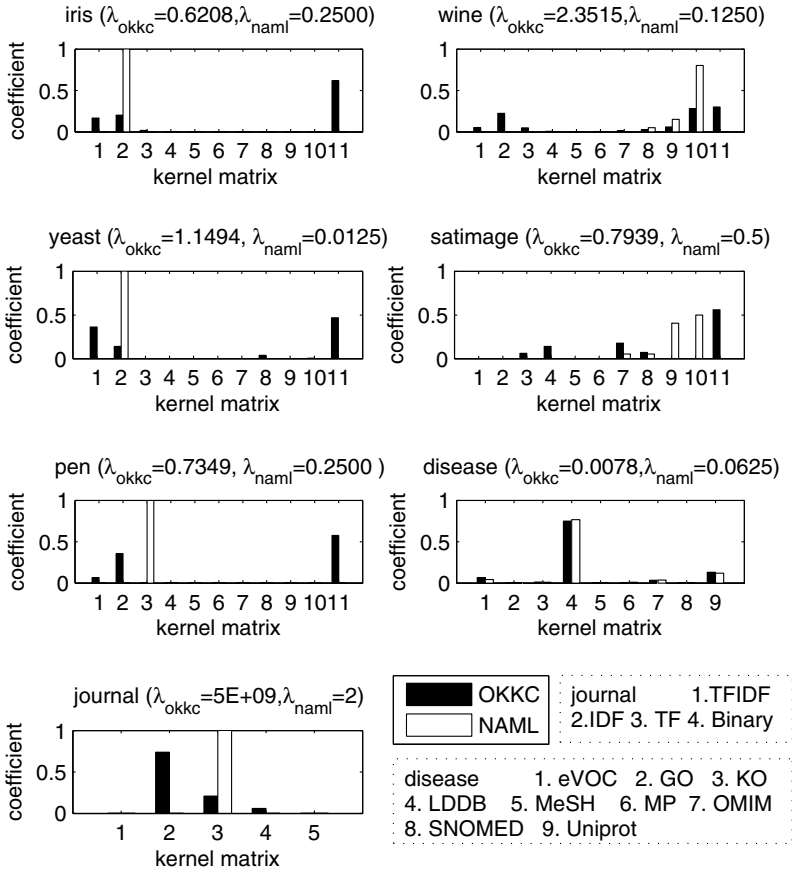 iris (λokkc=0.6208,λnaml=0.2500)
coefficient
1
0.5
0
1 2 3 4 5 6 7 8 9 1011
kernel matrix
wine (λokkc=2.3515,λnaml=0.1250)
coefficient
1
0.5
0
1 2 3 4 5 6 7 8 9 1011
kernel matrix
yeast (λokkc=1.1494, λnaml=0.0125)
coefficient
1
0.5
0
1 2 3 4 5 6 7 8 9 1011
kernel matrix
satimage (λokkc=0.7939, λnaml=0.5)
coefficient
1
0.5
0
1 2 3 4 5 6 7 8 9 1011
kernel matrix
pen (λokkc=0.7349, λnaml=0.2500 )
coefficient
1
0.5
0
1 2 3 4 5 6 7 8 9 1011
kernel matrix
disease (λokkc=0.0078,λnaml=0.0625)
coefficient
1
0.5
0
1 2 3 4 5 6 7 8 9
kernel matrix
journal (λokkc=5E+09,λnaml=2)
coefficient
1
0.5
0
1 2 3 4 5
kernel matrix
OKKC
NAML
journal 1.TFIDF
2.IDF 3. TF 4. Binary
disease 1. eVOC 2. GO 3. KO
4. LDDB 5. MeSH 6. MP 7. OMIM
8. SNOMED 9. Uniprot